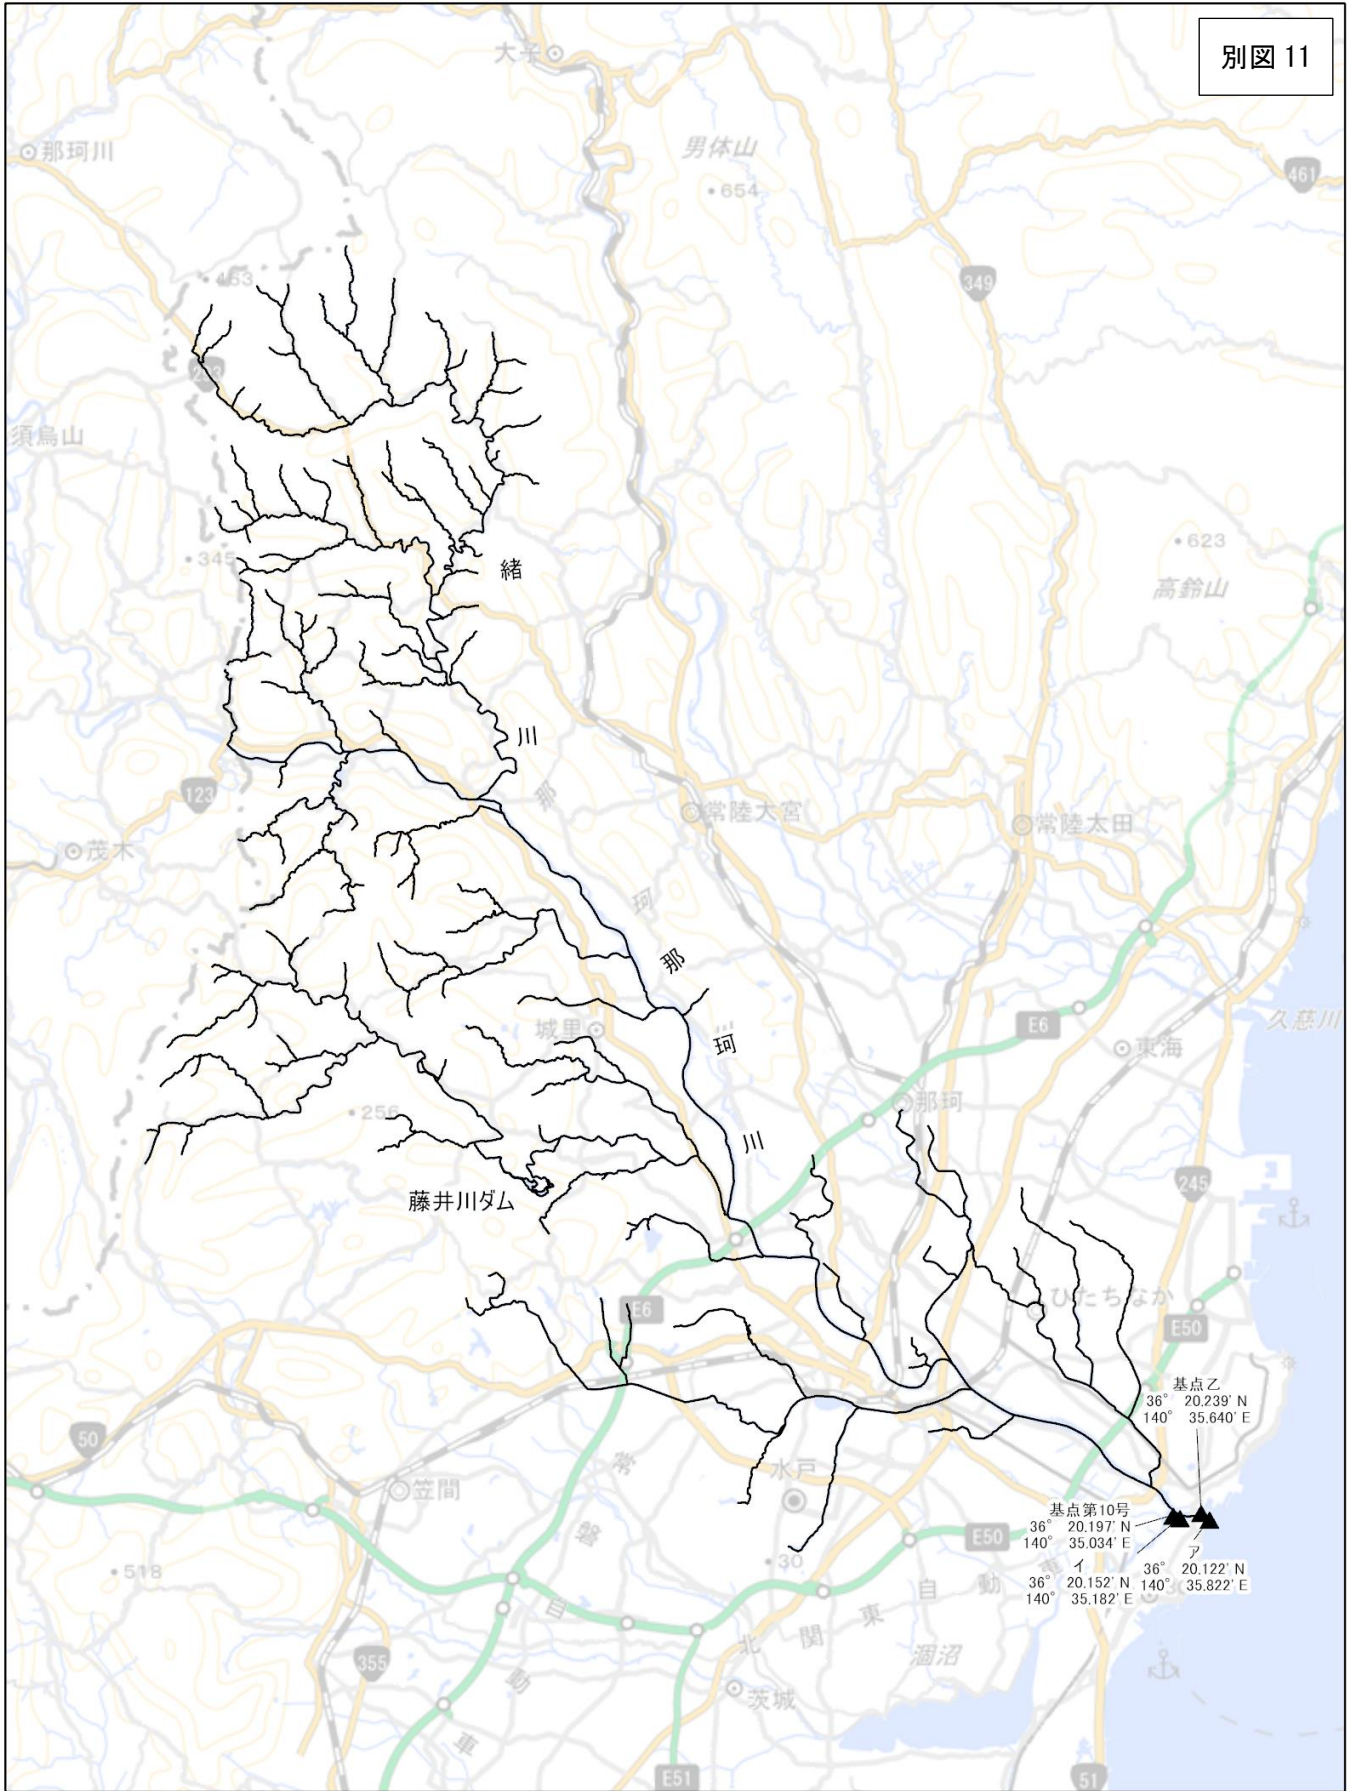 別図 11
大子
那珂川
男体山
654
461
463
349
293
須烏山
345
緒
623
高鈴山
川
那
123
常陸大宮
常陸太田
茂木
珂
那
川
城里
珂
E6
久慈川
東海
256
那珂
川
245
藤井川ダム
ひたちなか
E6
E50
基点乙
36° 20.239' N
140° 35.640' E
50
常
水戸
笠間
基点第10号
36° 20.197' N
140° 35.034' E
磐
E50
ア
36° 20.122' N
140° 35.822' E
イ
36° 20.152' N
140° 35.182' E
518
30
東
自
動
自
東
関
北
涸沼
355
動
茨城
車
E51
51